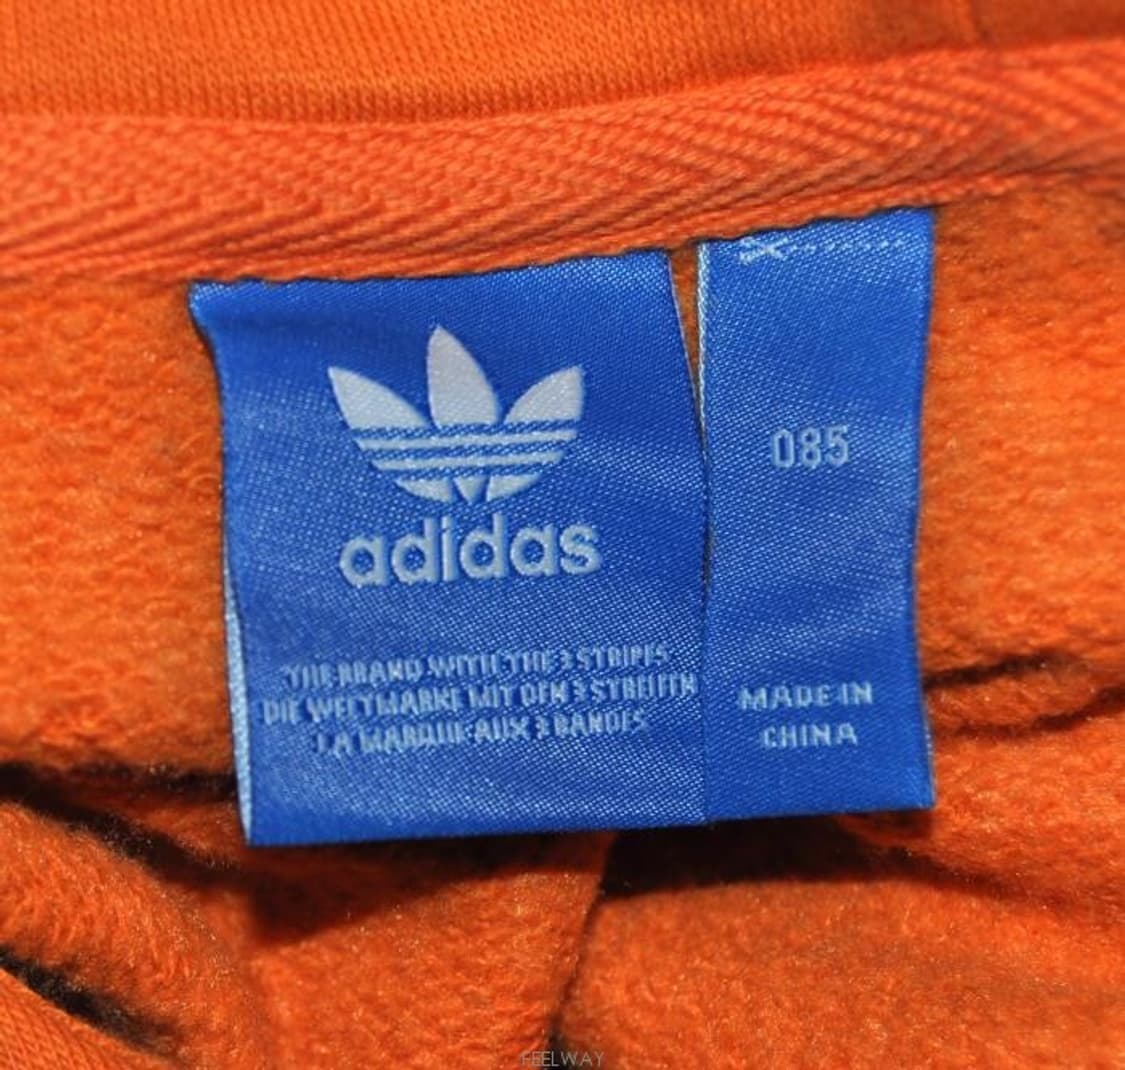 adidas
THE BRAND WITH THE 3 STRIPES
DIE WELTMARKE MIT DEN 3 STREIFEN
LA MARQUE AUX 3 BANDES
085
MADE IN
CHINA
FEELWAY